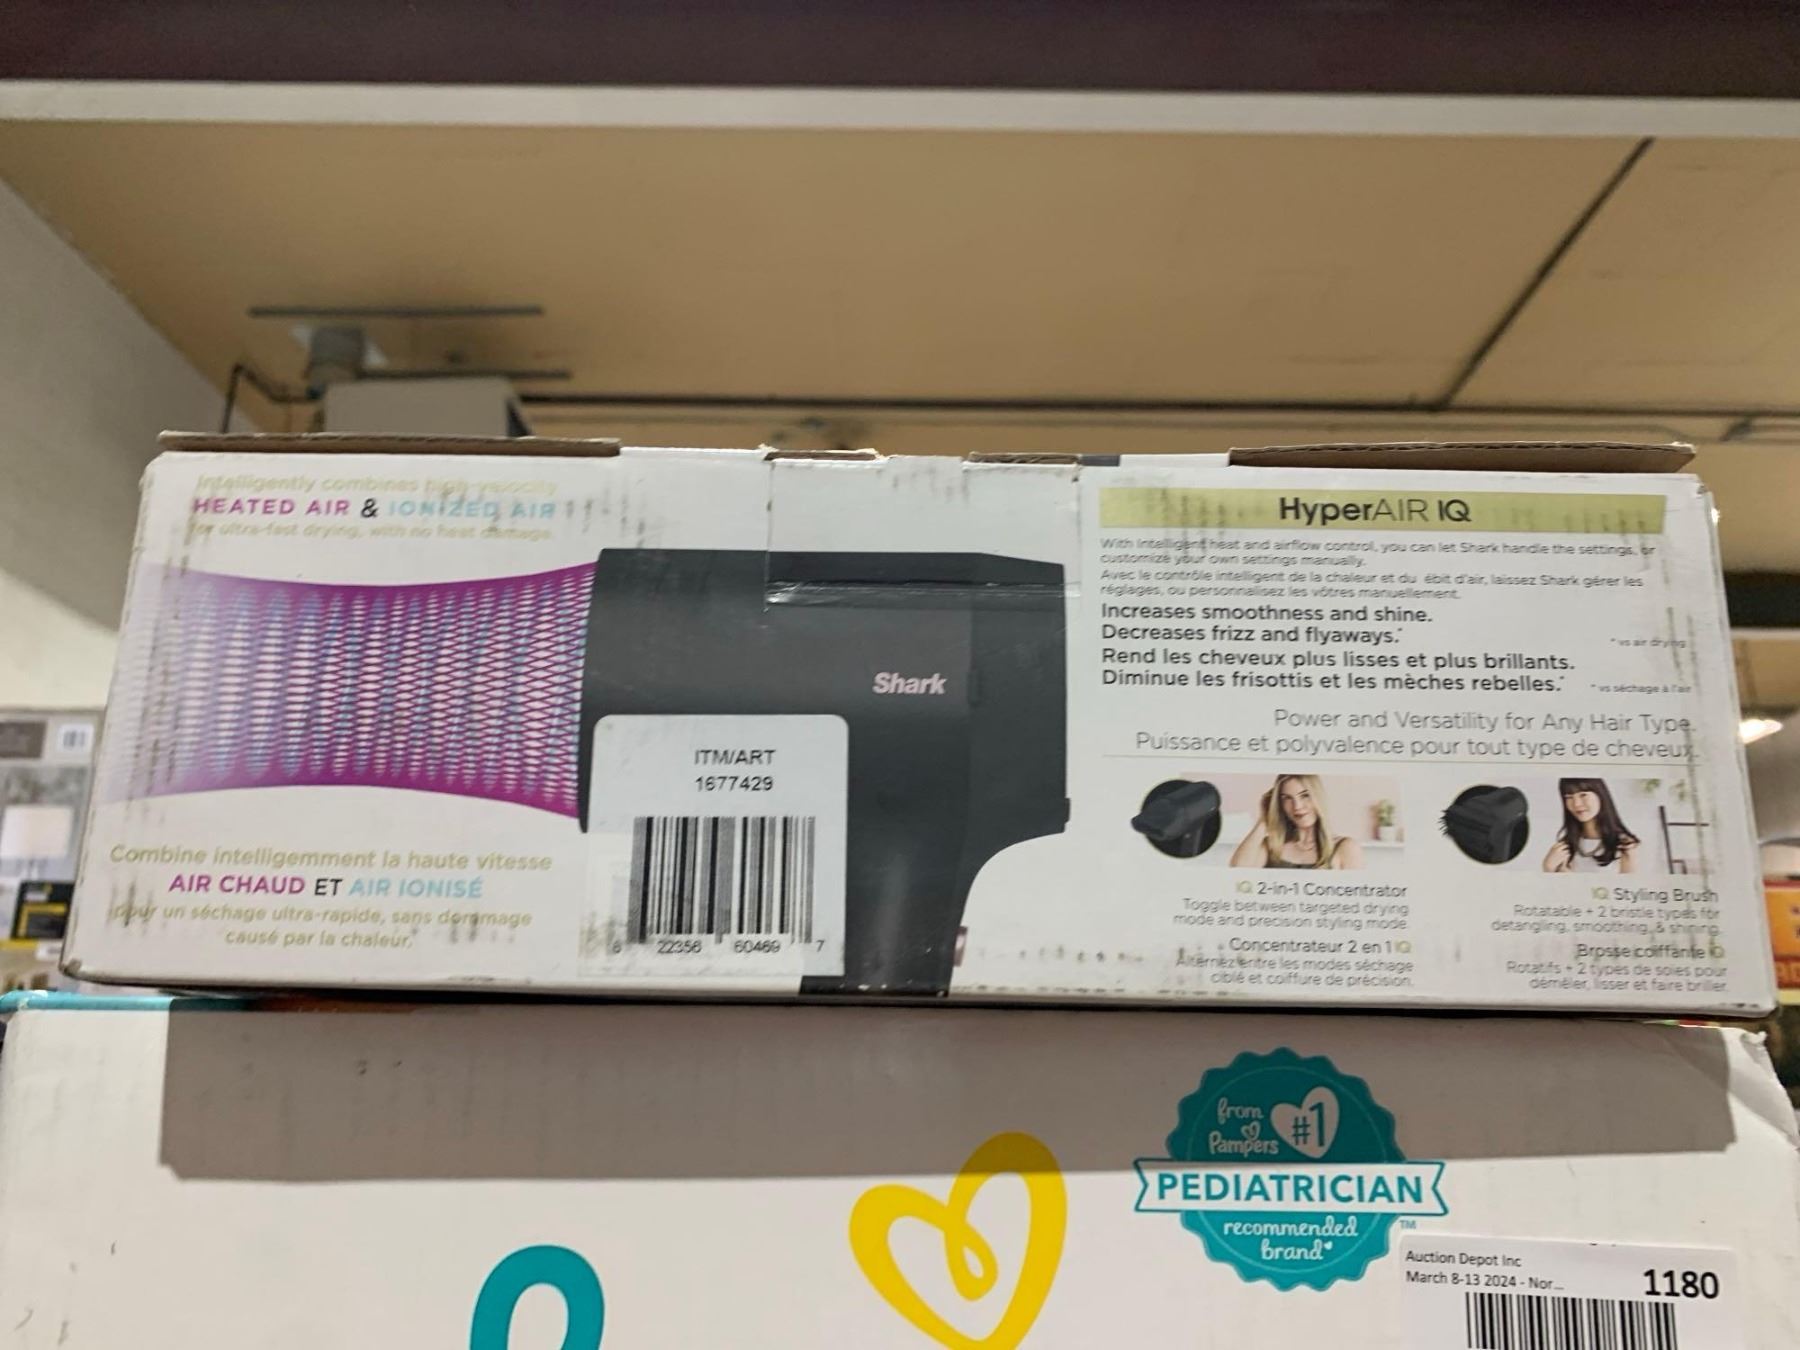 Intelligently combines high-velocity
HEATED AIR & IONIZED AIR
for ultra-fast drying, with no heat damage.
Shark
ITM/ART
1677429
6 22356 60469 7
Combine intelligemment la haute vitesse
AIR CHAUD ET AIR IONISÉ
pour un séchage ultra-rapide, sans dommage
causé par la chaleur.
HyperAIR IQ
With Intelligent heat and airflow control, you can let Shark handle the settings, or
customize your own settings manually.
Avec le contrôle intelligent de la chaleur et du ébit d'air, laissez Shark gérer les
réglages, ou personnalisez les vôtres manuellement.
Increases smoothness and shine.
Decreases frizz and flyaways.*
* vs air drying
Rend les cheveux plus lisses et plus brillants.
Diminue les frisottis et les mèches rebelles.*
* vs séchage à l'air
Power and Versatility for Any Hair Type.
Puissance et polyvalence pour tout type de cheveux.
IQ 2-in-1 Concentrator
Toggle between targeted drying
mode and precision styling mode.
Concentrateur 2 en 1 IQ
Alternez entre les modes séchage
ciblé et coiffure de précision.
IQ Styling Brush
Rotatable + 2 bristle types for
detangling, smoothing, & shining.
Brosse coiffante IQ
Rotatifs + 2 types de soies pour
démêler, lisser et faire briller.
from
Pampers
#1
PEDIATRICIAN
recommended
brand*
TM
Auction Depot Inc
March 8-13 2024 - Nor...
1180